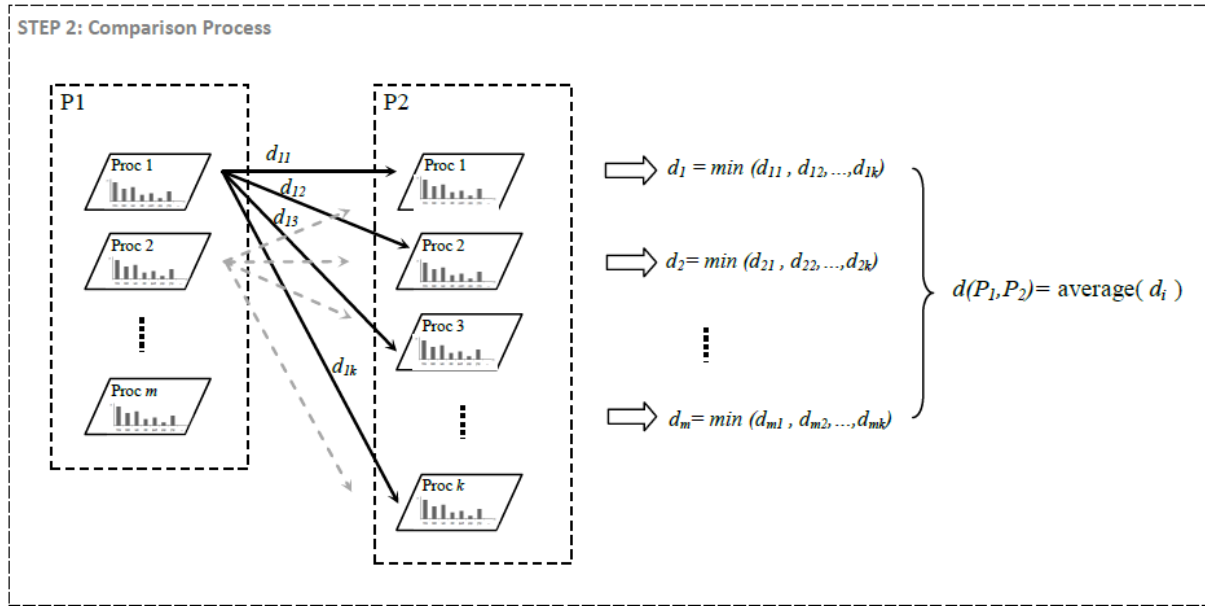 STEP 2: Comparison Process
P1
P2
Proc 1
Proc 2
Proc m
d11
d12
d13
d1k
Proc 1
Proc 2
Proc 3
Proc k
d1 = min (d11 , d12,...,d1k)
d2= min (d21 , d22,...,d2k)
dm= min (dm1 , dm2,...,dmk)
d(P1,P2)= average( di )